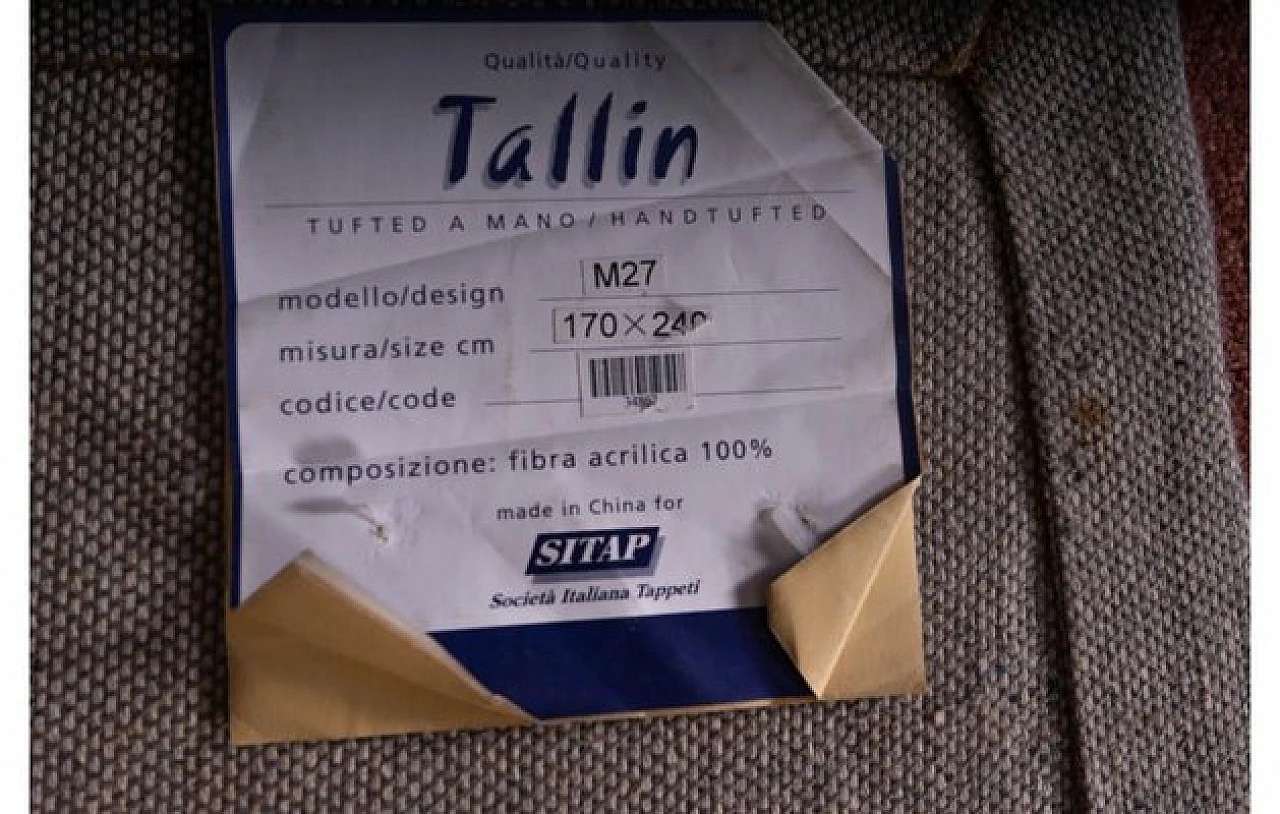 Qualità/Quality
Tallin
TUFTED A MANO/HANDTUFTED
modello/design M27
misura/size cm 170×240
codice/code
composizione: fibra acrilica 100%
made in China for
SITAP
Società Italiana Tappeti